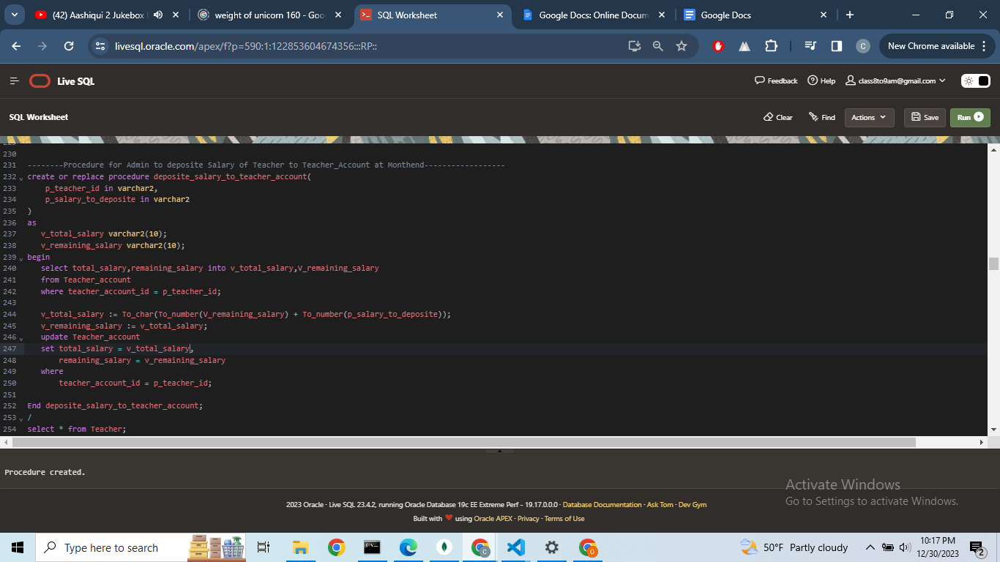 (42) Aashiqui 2 Jukebox
weight of unicorn 160 - Goo
SQL Worksheet
Google Docs: Online Docum
Google Docs
livesql.oracle.com/apex/f?p=590:1:122853604674356:::RP::
C
New Chrome available
Live SQL
Feedback
Help
class8to9am@gmail.com
SQL Worksheet
Clear
Find
Actions
Save
Run
229
230
231 --------Procedure for Admin to deposite Salary of Teacher to Teacher_Account at Monthend------------------
232 create or replace procedure deposite_salary_to_teacher_account(
233 p_teacher_id in varchar2,
234 p_salary_to_deposite in varchar2
235 )
236 as
237 v_total_salary varchar2(10);
238 v_remaining_salary varchar2(10);
239 begin
240 select total_salary,remaining_salary into v_total_salary,V_remaining_salary
241 from Teacher_account
242 where teacher_account_id = p_teacher_id;
243
244 v_total_salary := To_char(To_number(V_remaining_salary) + To_number(p_salary_to_deposite));
245 v_remaining_salary := v_total_salary;
246 update Teacher_account
247 set total_salary = v_total_salary,
248 remaining_salary = v_remaining_salary
249 where
250 teacher_account_id = p_teacher_id;
251
252 End deposite_salary_to_teacher_account;
253 /
254 select * from Teacher;
Procedure created.
Activate Windows
Go to Settings to activate Windows.
2023 Oracle · Live SQL 23.4.2, running Oracle Database 19c EE Extreme Perf - 19.17.0.0.0 · Database Documentation · Ask Tom · Dev Gym
Built with ❤ using Oracle APEX · Privacy · Terms of Use
Type here to search
50°F Partly cloudy
10:17 PM
12/30/2023
2